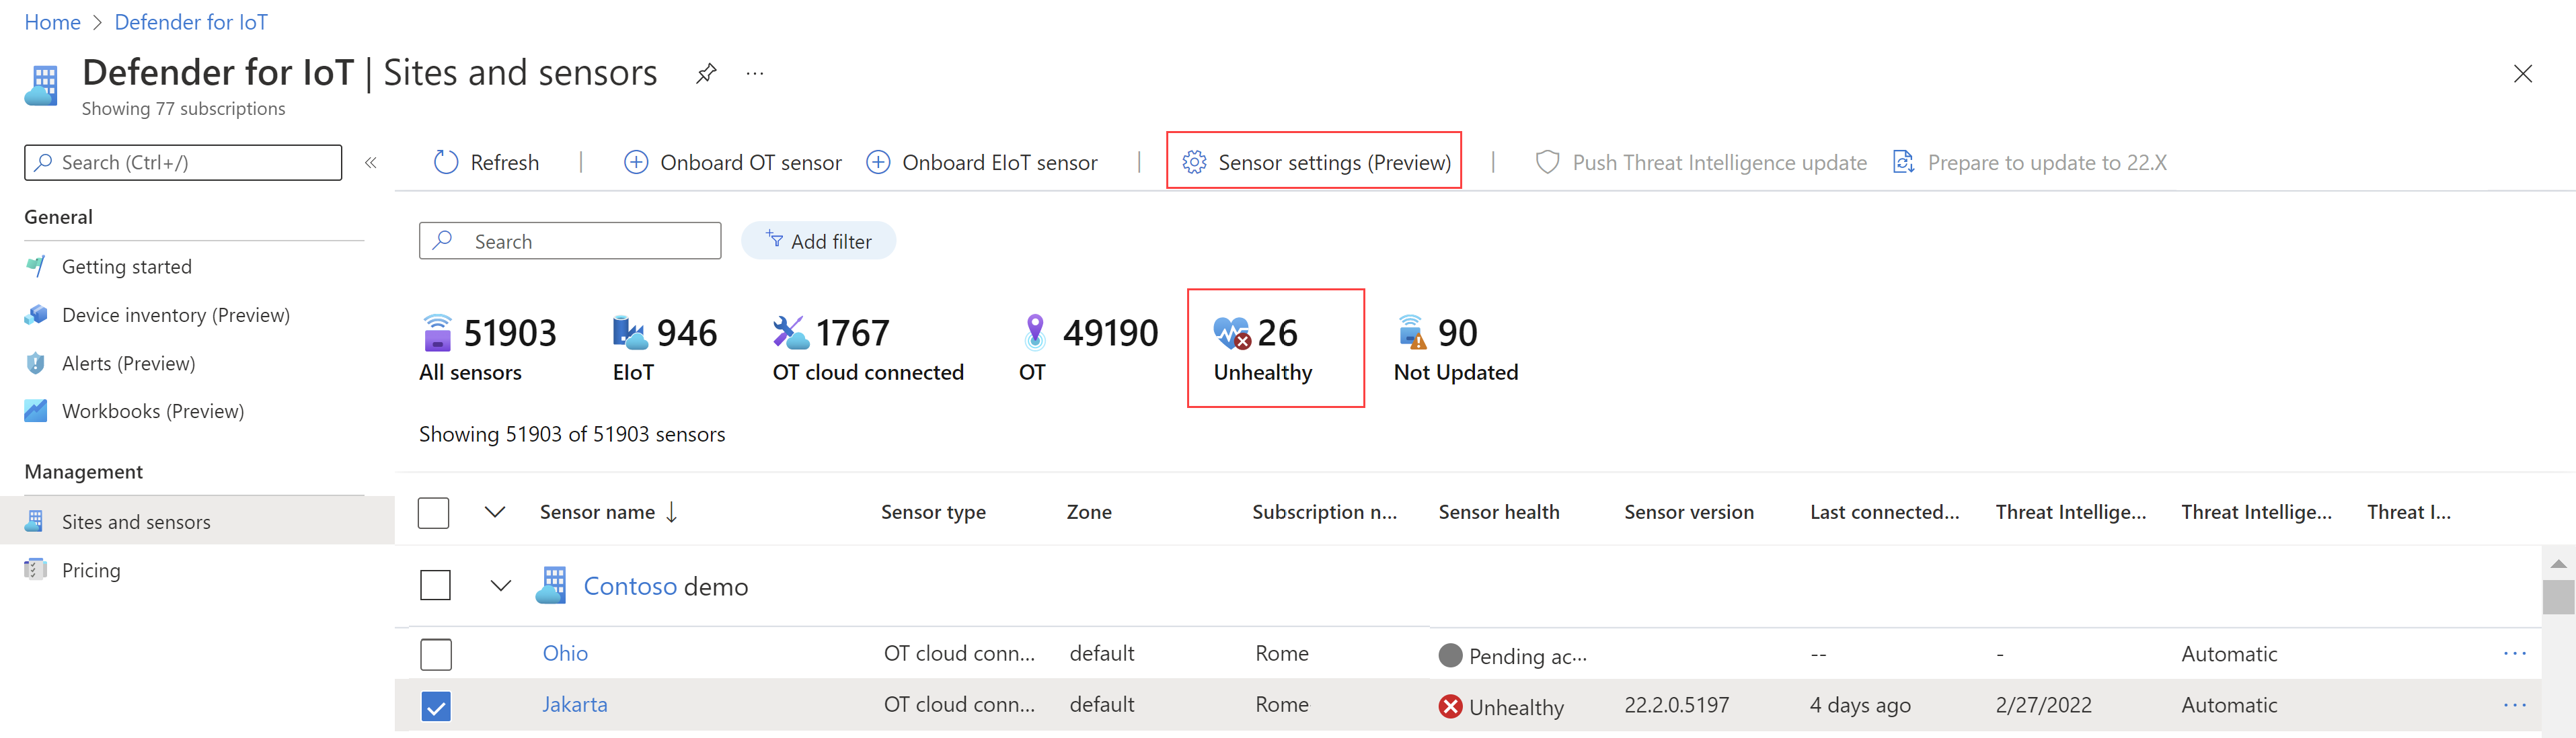 Home > Defender for IoT
Defender for IoT | Sites and sensors ...
Showing 77 subscriptions
Search (Ctrl+/) «
Refresh | Onboard OT sensor Onboard EIoT sensor | Sensor settings (Preview) | Push Threat Intelligence update Prepare to update to 22.X
General
Getting started
Device inventory (Preview)
Alerts (Preview)
Workbooks (Preview)
Management
Sites and sensors
Pricing
Search Add filter
51903 946 1767 49190 26 90
All sensors EIoT OT cloud connected OT Unhealthy Not Updated
Showing 51903 of 51903 sensors
Sensor name ↓ Sensor type Zone Subscription n... Sensor health Sensor version Last connected... Threat Intellige... Threat Intellige... Threat I...
Contoso demo
Ohio OT cloud conn... default Rome Pending ac... -- - Automatic ...
Jakarta OT cloud conn... default Rome Unhealthy 22.2.0.5197 4 days ago 2/27/2022 Automatic ...